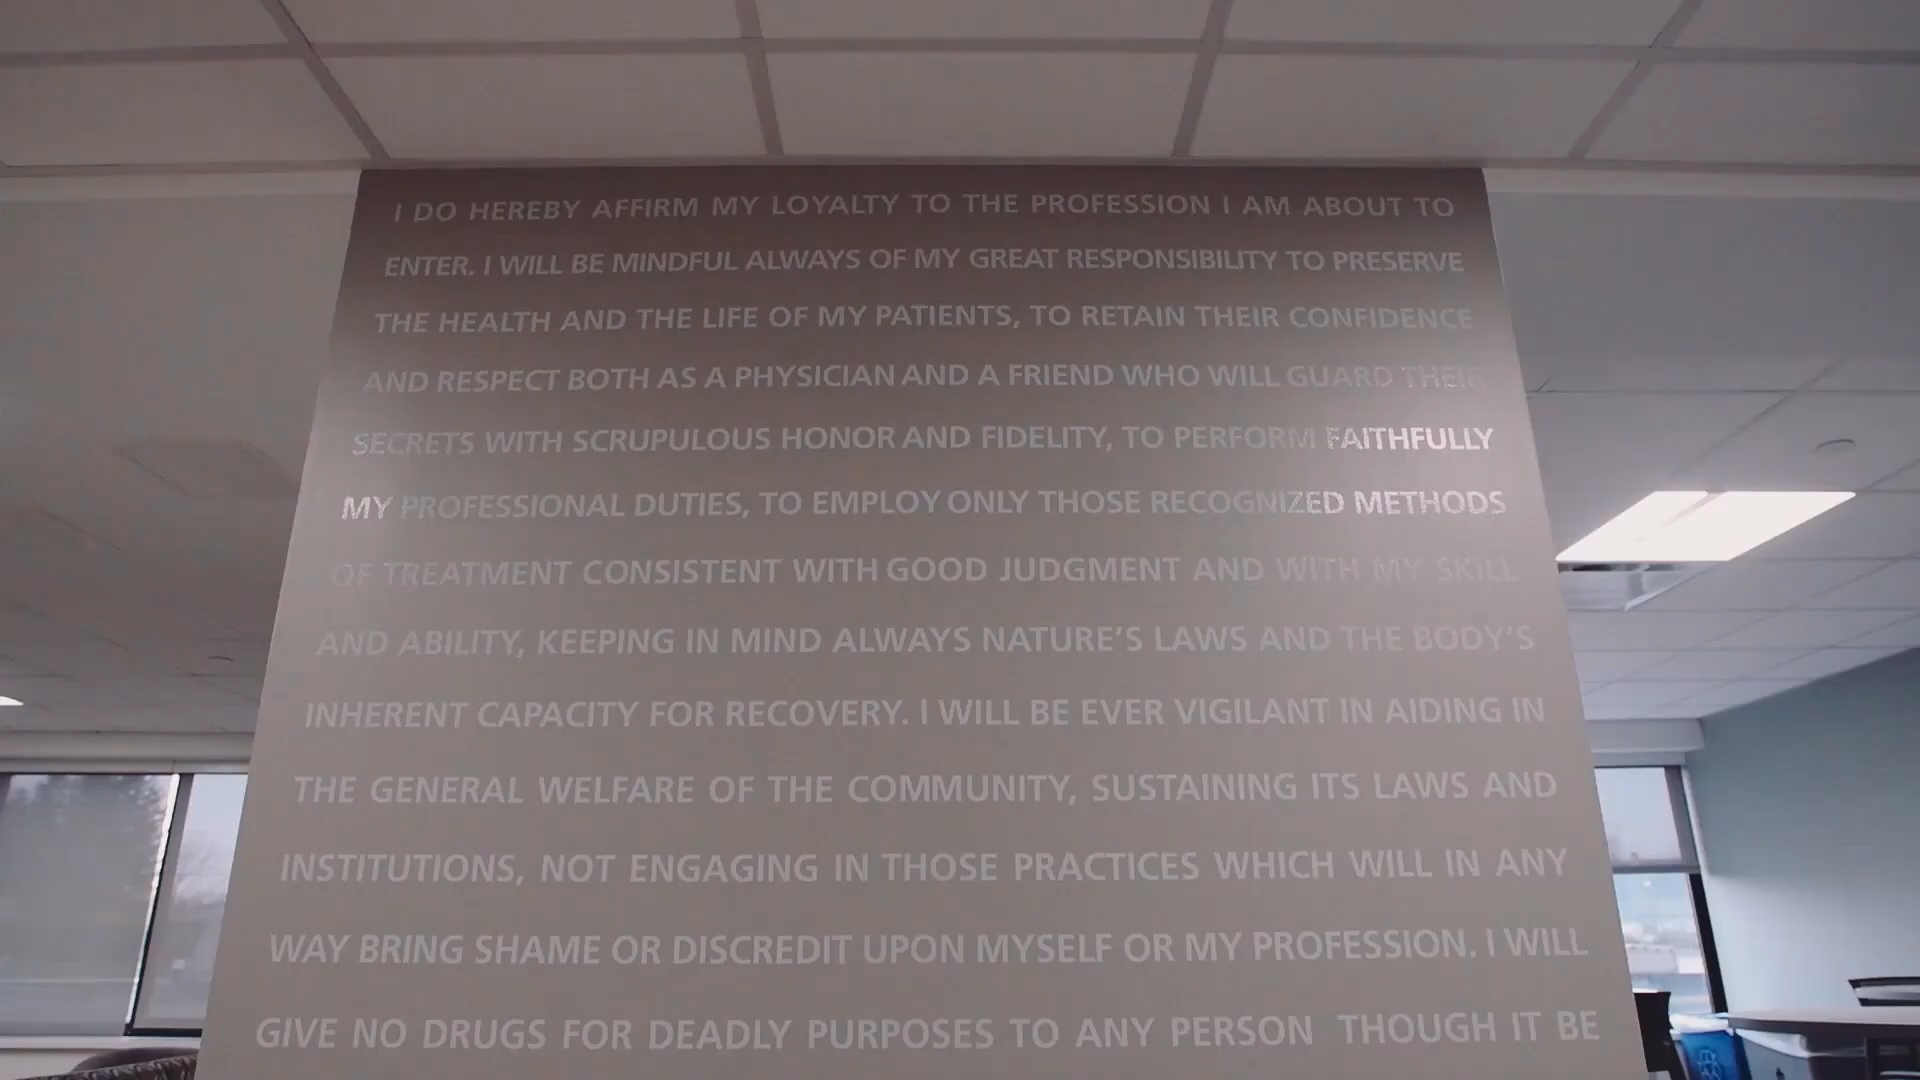 I DO HEREBY AFFIRM MY LOYALTY TO THE PROFESSION I AM ABOUT TO
ENTER. I WILL BE MINDFUL ALWAYS OF MY GREAT RESPONSIBILITY TO PRESERVE
THE HEALTH AND THE LIFE OF MY PATIENTS, TO RETAIN THEIR CONFIDENCE
AND RESPECT BOTH AS A PHYSICIAN AND A FRIEND WHO WILL GUARD THEIR
SECRETS WITH SCRUPULOUS HONOR AND FIDELITY, TO PERFORM FAITHFULLY
MY PROFESSIONAL DUTIES, TO EMPLOY ONLY THOSE RECOGNIZED METHODS
OF TREATMENT CONSISTENT WITH GOOD JUDGMENT AND WITH MY SKILL
AND ABILITY, KEEPING IN MIND ALWAYS NATURE'S LAWS AND THE BODY'S
INHERENT CAPACITY FOR RECOVERY. I WILL BE EVER VIGILANT IN AIDING IN
THE GENERAL WELFARE OF THE COMMUNITY, SUSTAINING ITS LAWS AND
INSTITUTIONS, NOT ENGAGING IN THOSE PRACTICES WHICH WILL IN ANY
WAY BRING SHAME OR DISCREDIT UPON MYSELF OR MY PROFESSION. I WILL
GIVE NO DRUGS FOR DEADLY PURPOSES TO ANY PERSON THOUGH IT BE